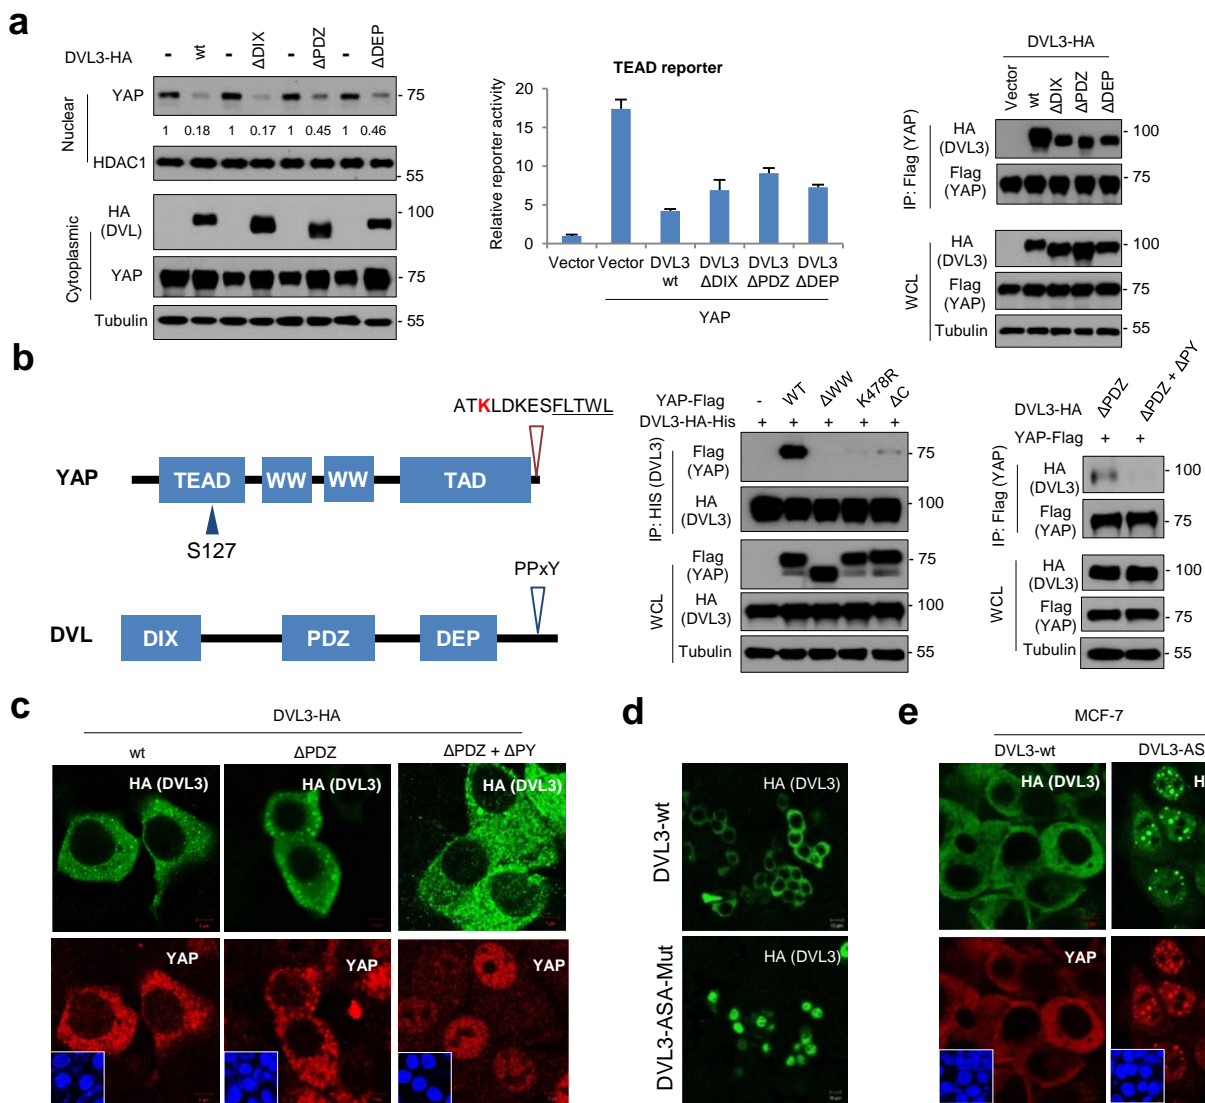 a
DVL3-HA - wt - ΔDIX - ΔPDZ - ΔDEP
Nuclear
YAP - 75
1 0.18 1 0.17 1 0.45 1 0.46
HDAC1
55
Cytoplasmic
HA (DVL) - 100
YAP - 75
Tubulin - 55
TEAD reporter
Relative reporter activity
20
15
10
5
0
Vector Vector DVL3 wt DVL3 ΔDIX DVL3 ΔPDZ DVL3 ΔDEP
YAP
DVL3-HA
Vector wt ΔDIX ΔPDZ ΔDEP
IP: Flag (YAP)
HA (DVL3) - 100
Flag (YAP) - 75
WCL
HA (DVL3) - 100
Flag (YAP) - 75
Tubulin - 55
b
ATKLDKESFLTWL
YAP TEAD WW WW TAD
S127
PPxY
DVL DIX PDZ DEP
YAP-Flag - WT ΔWW K478R ΔC
DVL3-HA-His + + + + +
IP: HIS (DVL3)
Flag (YAP) - 75
HA (DVL3) - 100
WCL
Flag (YAP) - 75
HA (DVL3) - 100
Tubulin - 55
DVL3-HA ΔPDZ ΔPDZ + ΔPY
YAP-Flag + +
IP: Flag (YAP)
HA (DVL3) - 100
Flag (YAP) - 75
WCL
HA (DVL3) - 100
Flag (YAP) - 75
Tubulin - 55
c
DVL3-HA
wt ΔPDZ ΔPDZ + ΔPY
HA (DVL3) HA (DVL3) HA (DVL3)
YAP YAP YAP
d
DVL3-wt
HA (DVL3)
DVL3-ASA-Mut
HA (DVL3)
e
MCF-7
DVL3-wt DVL3-AS
HA (DVL3) H
YAP